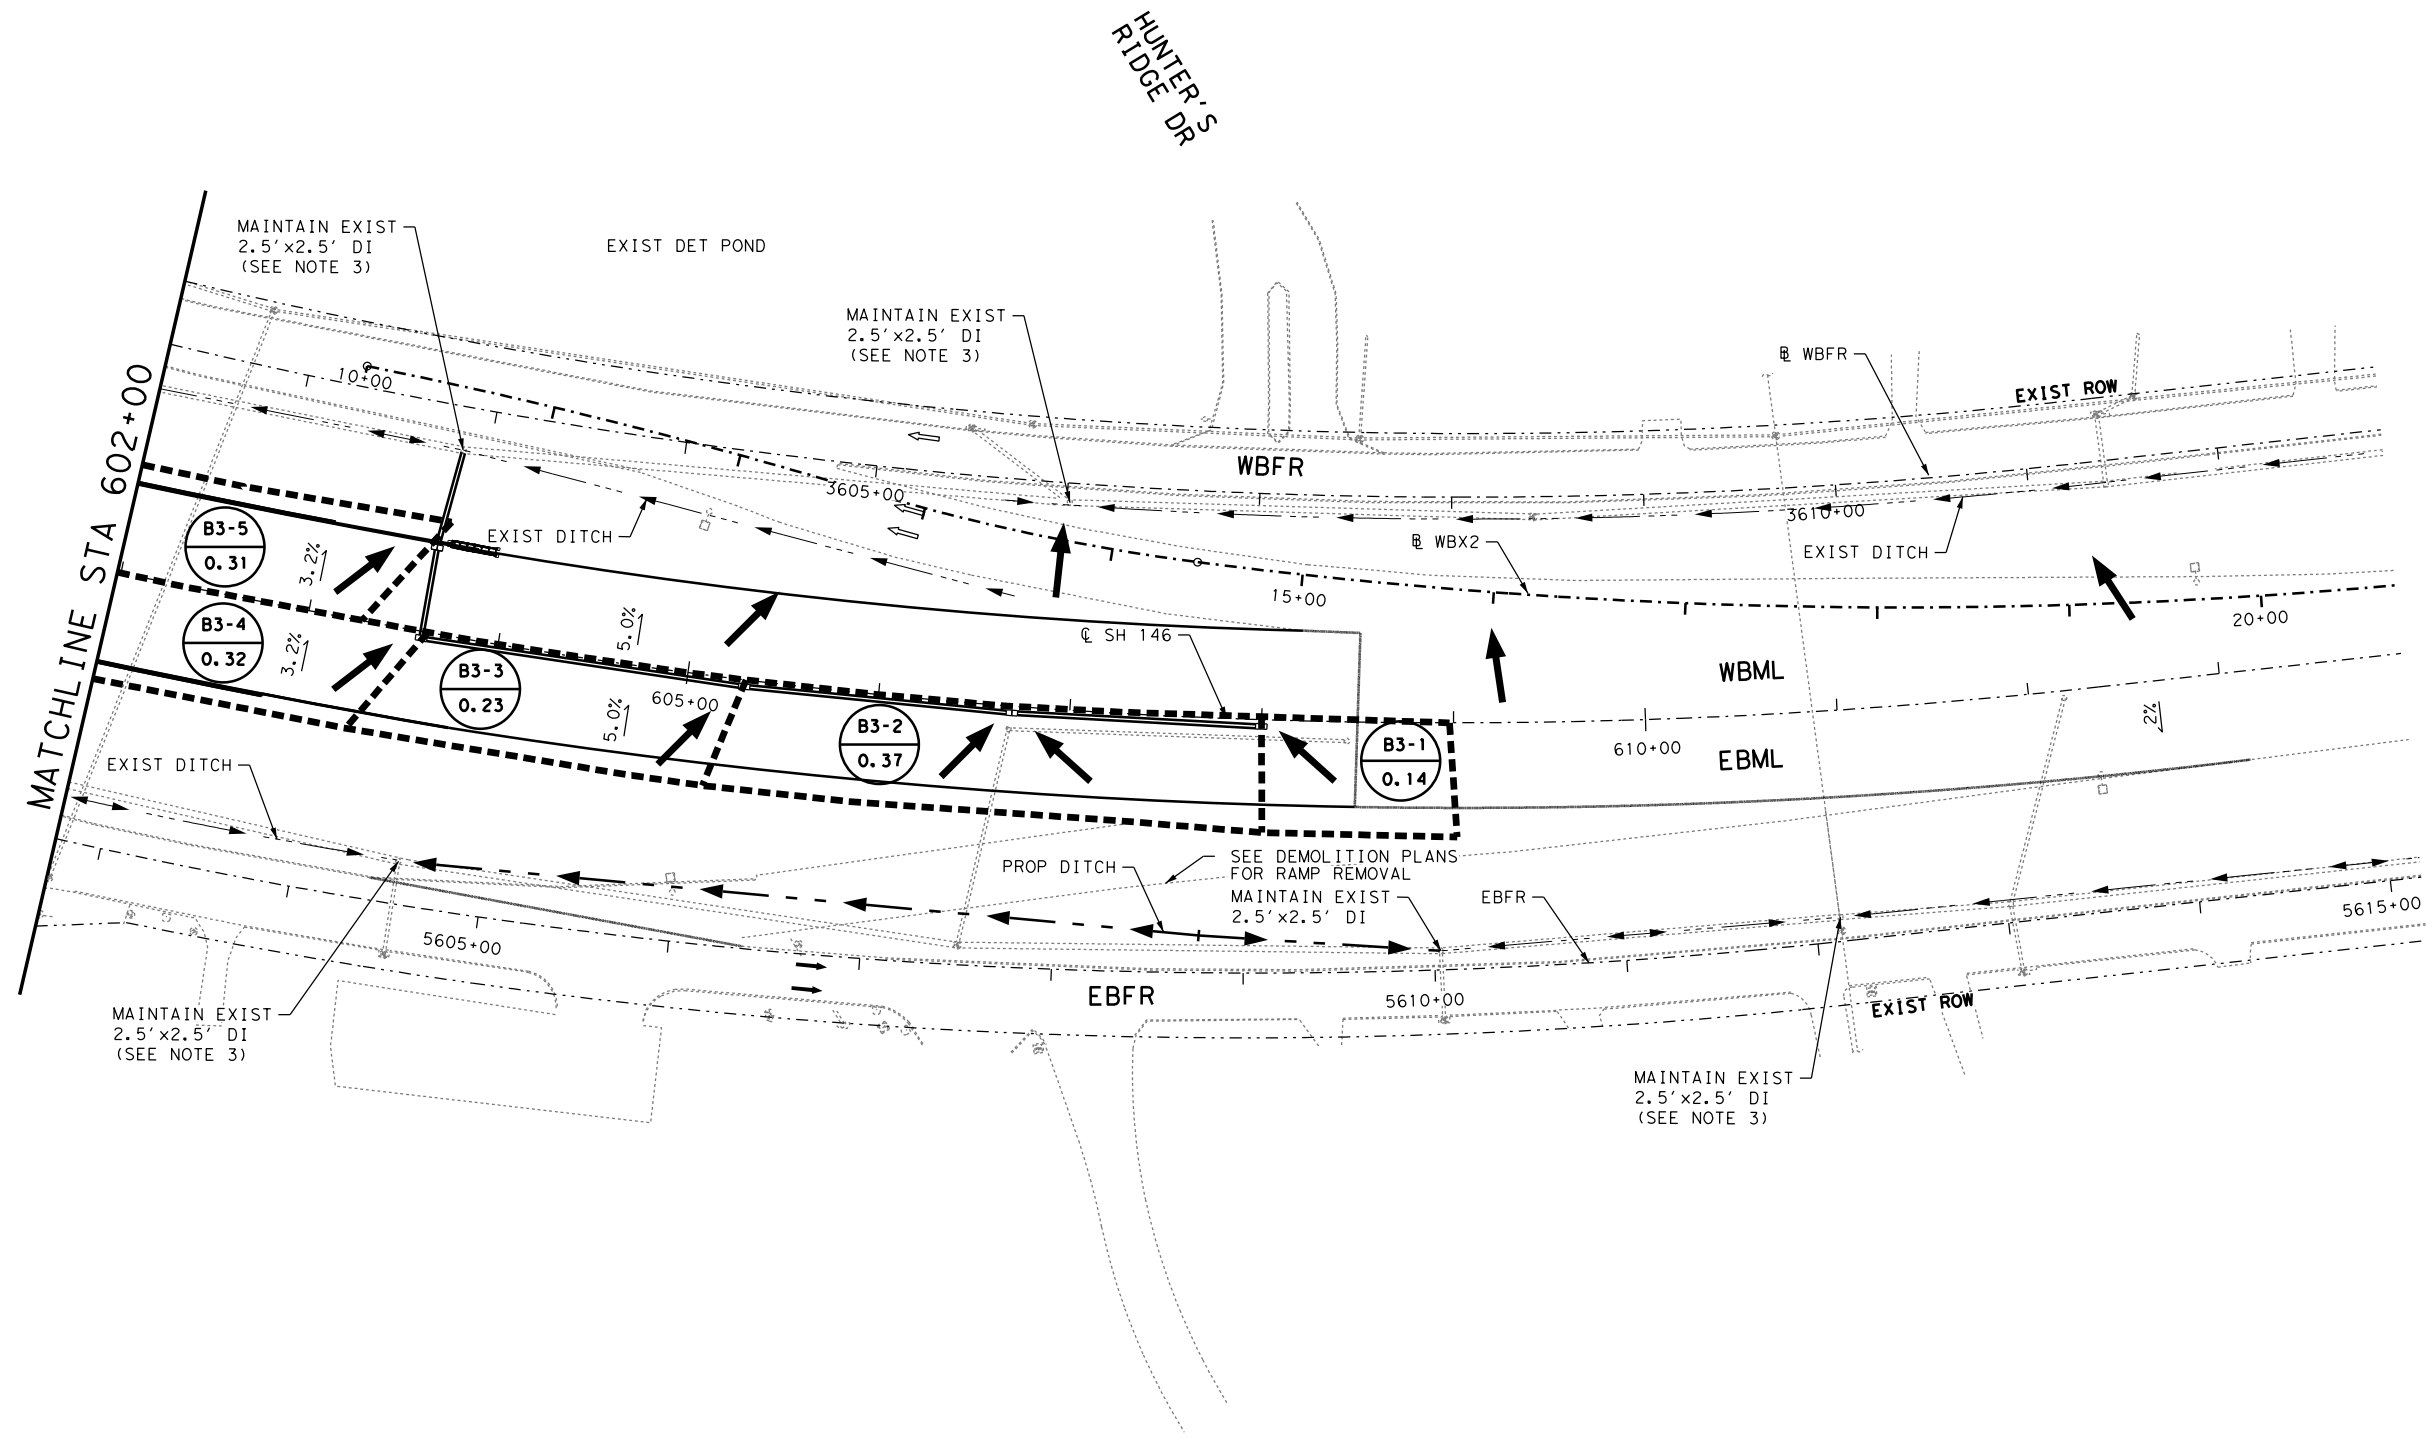 HUNTER'S
RIDGE DR
MAINTAIN EXIST
2.5'x2.5' DI
(SEE NOTE 3)
EXIST DET POND
MAINTAIN EXIST
2.5'x2.5' DI
(SEE NOTE 3)
BL WBFR
EXIST ROW
10+00
WBFR
3605+00
3610+00
EXIST DITCH
BL WBX2
EXIST DITCH
MATCHLINE STA 602+00
B3-5
0.31
3.2%
15+00
20+00
B3-4
0.32
3.2%
5.0%
CL SH 146
B3-3
0.23
605+00
5.0%
WBML
2%
B3-2
0.37
B3-1
0.14
610+00
EBML
EXIST DITCH
PROP DITCH
SEE DEMOLITION PLANS
FOR RAMP REMOVAL
MAINTAIN EXIST
2.5'x2.5' DI
EBFR
5615+00
5605+00
EBFR
5610+00
EXIST ROW
MAINTAIN EXIST
2.5'x2.5' DI
(SEE NOTE 3)
MAINTAIN EXIST
2.5'x2.5' DI
(SEE NOTE 3)